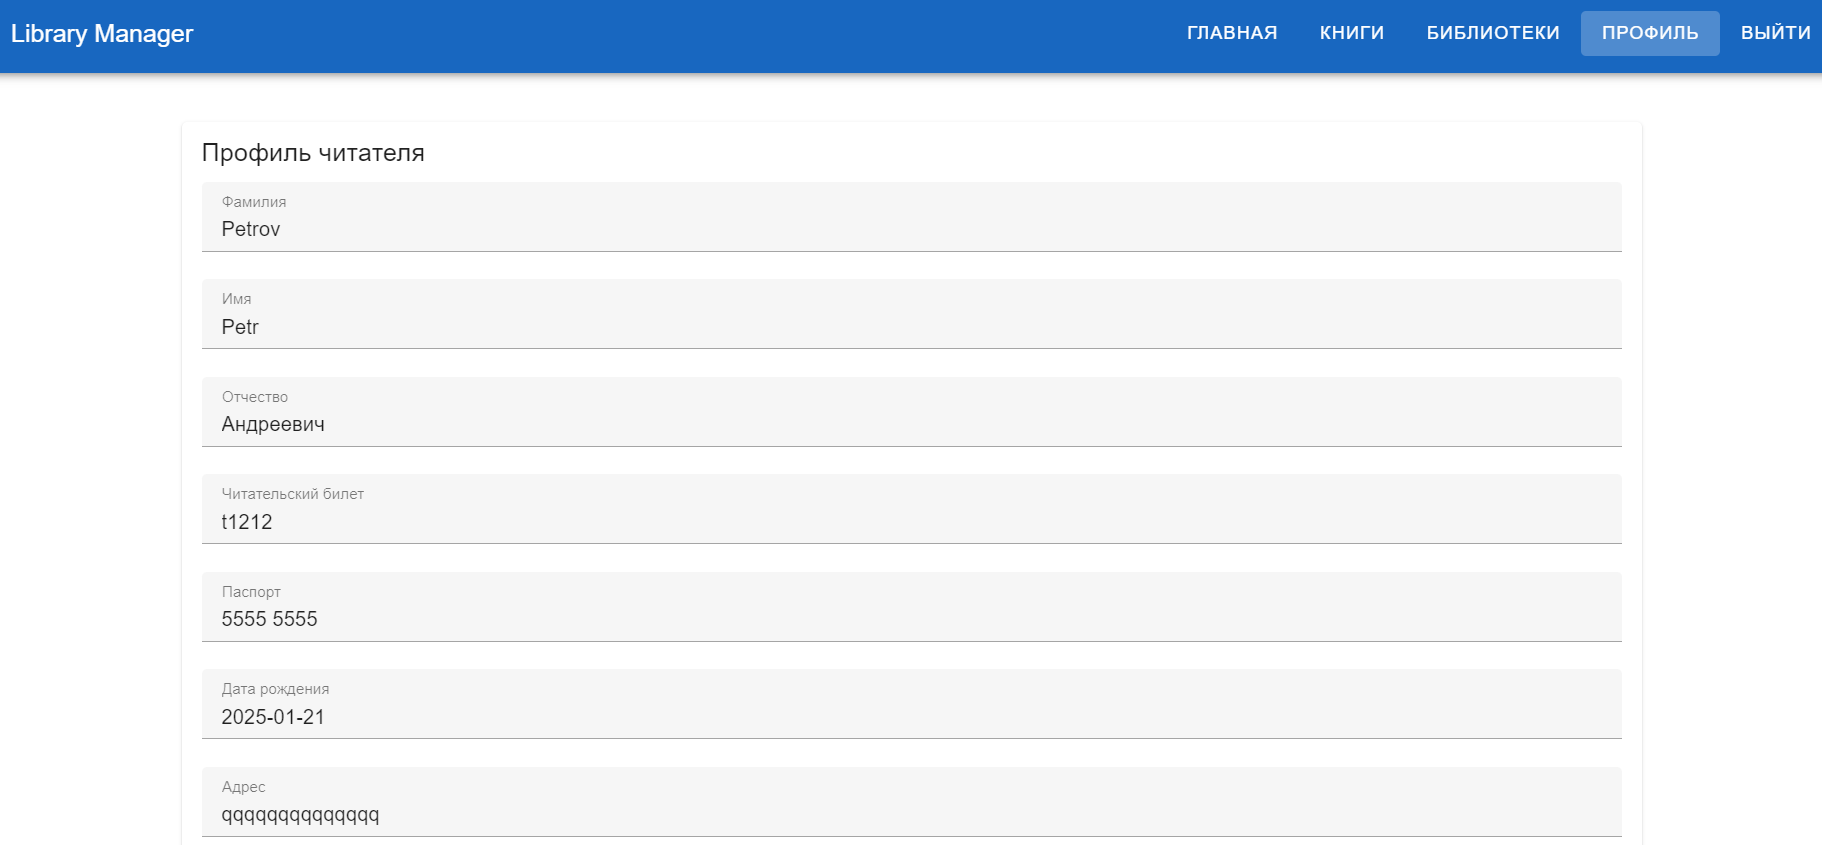 Library Manager
ГЛАВНАЯ КНИГИ БИБЛИОТЕКИ ПРОФИЛЬ ВЫЙТИ
Профиль читателя
Фамилия
Petrov
Имя
Petr
Отчество
Андреевич
Читательский билет
t1212
Паспорт
5555 5555
Дата рождения
2025-01-21
Адрес
qqqqqqqqqqqqqq